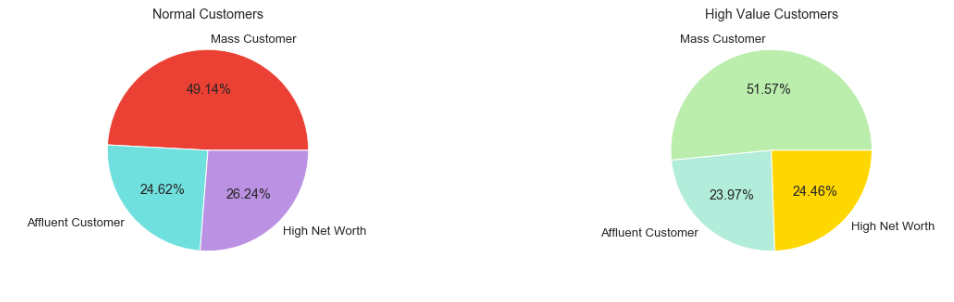 Normal Customers
Mass Customer
49.14%
24.62%
26.24%
Affluent Customer
High Net Worth
High Value Customers
Mass Customer
51.57%
23.97%
24.46%
Affluent Customer
High Net Worth